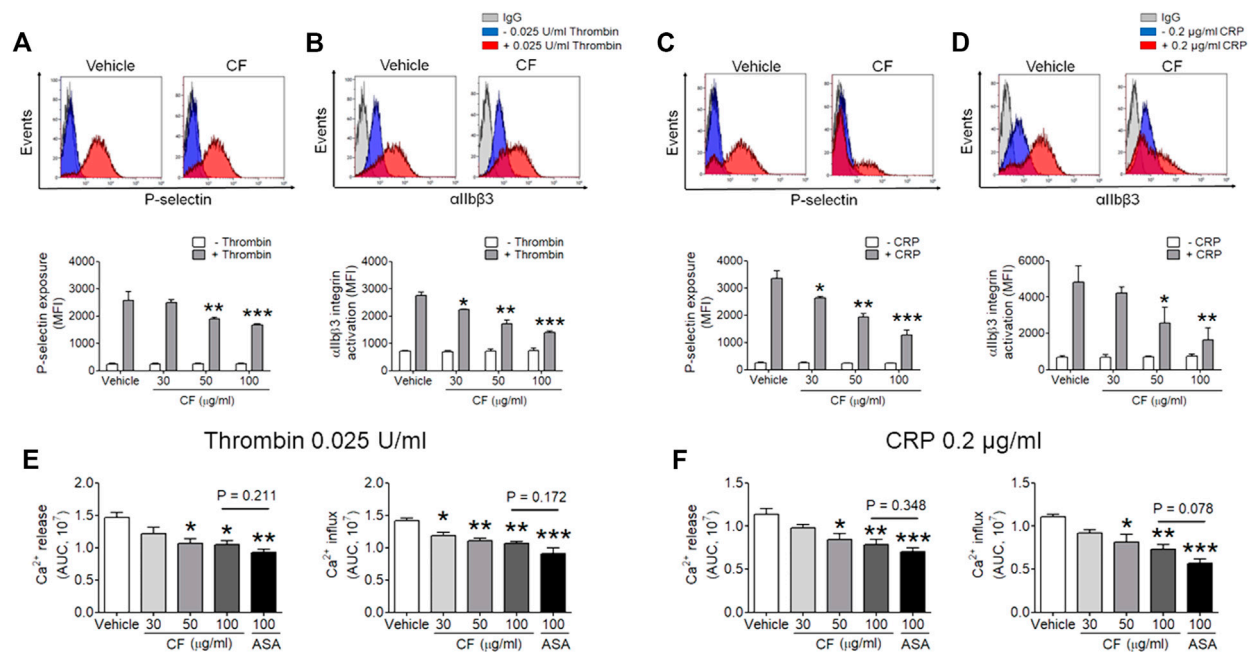 A
Vehicle
CF
Events
P-selectin
B
IgG
- 0.025 U/ml Thrombin
+ 0.025 U/ml Thrombin
Vehicle
CF
Events
αIIbβ3
C
Vehicle
CF
Events
P-selectin
D
IgG
- 0.2 µg/ml CRP
+ 0.2 µg/ml CRP
Vehicle
CF
Events
αIIbβ3
- Thrombin
+ Thrombin
P-selectin exposure
(MFI)
4000
3000
2000
1000
0
** ***
Vehicle 30 50 100
CF (µg/ml)
- Thrombin
+ Thrombin
αIIbβ3 integrin
activation (MFI)
4000
3000
2000
1000
0
* ** ***
Vehicle 30 50 100
CF (µg/ml)
- CRP
+ CRP
P-selectin exposure
(MFI)
4000
3000
2000
1000
0
* ** ***
Vehicle 30 50 100
CF (µg/ml)
- CRP
+ CRP
αIIbβ3 integrin
activation (MFI)
6000
4000
2000
0
* **
Vehicle 30 50 100
CF (µg/ml)
Thrombin 0.025 U/ml
E
Ca²⁺ release
(AUC, 10⁷)
2.0
1.5
1.0
0.5
0.0
P = 0.211
* * **
Vehicle 30 50 100 100
CF (µg/ml) ASA
Ca²⁺ influx
(AUC, 10⁷)
2.0
1.5
1.0
0.5
0.0
P = 0.172
* ** ** ***
Vehicle 30 50 100 100
CF (µg/ml) ASA
CRP 0.2 µg/ml
F
Ca²⁺ release
(AUC, 10⁷)
1.5
1.0
0.5
0.0
P = 0.348
* ** ***
Vehicle 30 50 100 100
CF (µg/ml) ASA
Ca²⁺ influx
(AUC, 10⁷)
1.5
1.0
0.5
0.0
P = 0.078
* ** ***
Vehicle 30 50 100 100
CF (µg/ml) ASA